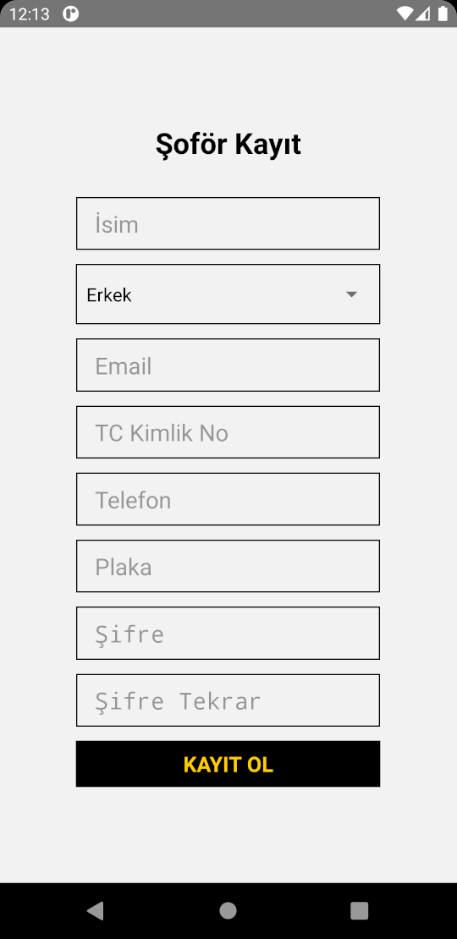 12:13
Şoför Kayıt
İsim
Erkek
Email
TC Kimlik No
Telefon
Plaka
Şifre
Şifre Tekrar
KAYIT OL